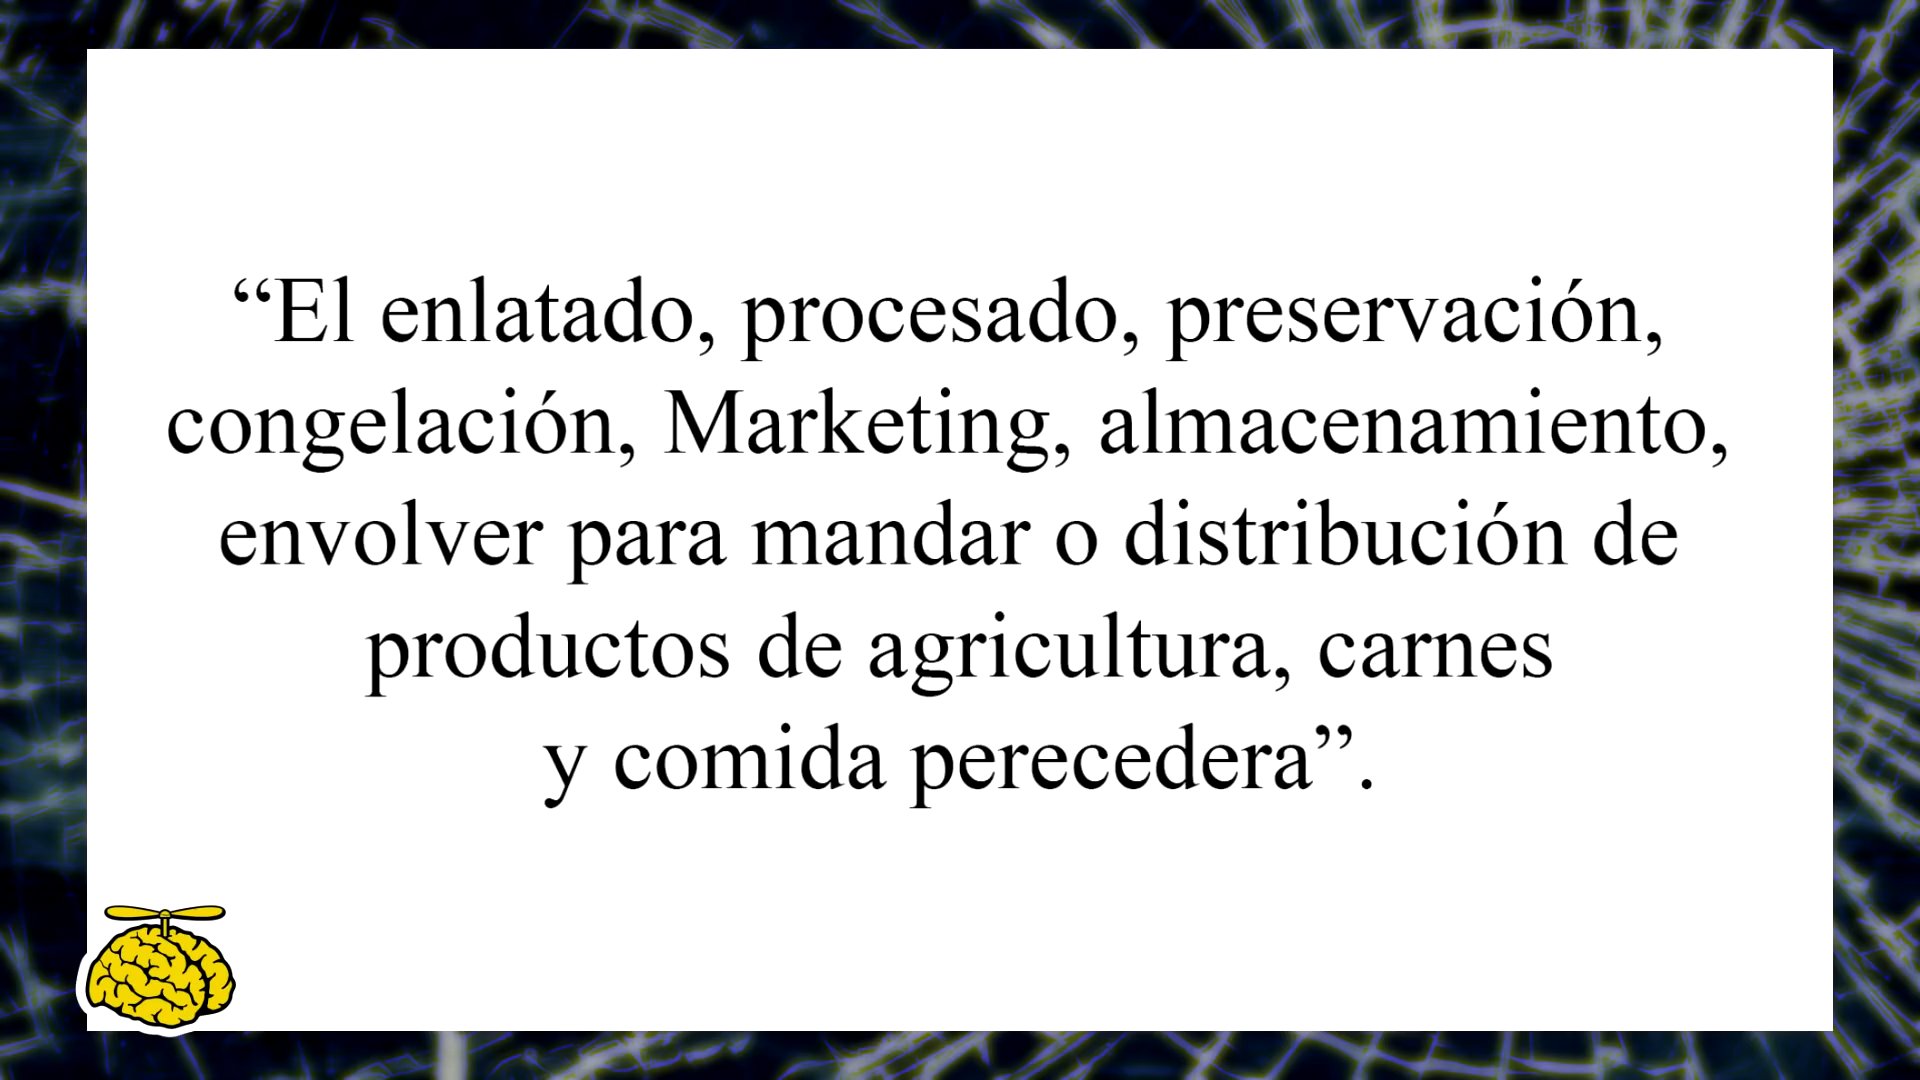 “El enlatado, procesado, preservación,
congelación, Marketing, almacenamiento,
envolver para mandar o distribución de
productos de agricultura, carnes
y comida perecedera”.